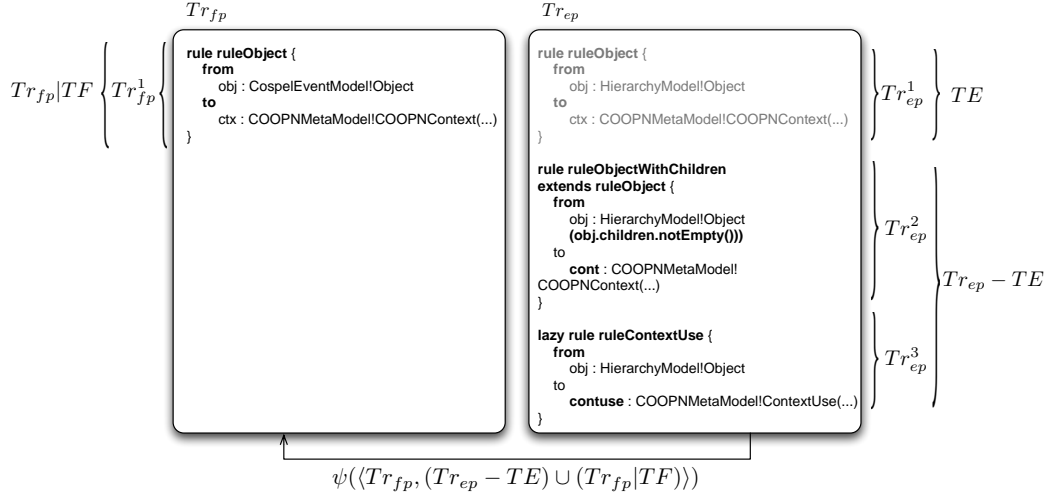 Tr_{fp}
Tr_{ep}
Tr_{fp}|TF
Tr^1_{fp}
rule ruleObject {
from
obj : CospelEventModel!Object
to
ctx : COOPNMetaModel!COOPNContext(...)
}
rule ruleObject {
from
obj : HierarchyModel!Object
to
ctx : COOPNMetaModel!COOPNContext(...)
}
rule ruleObjectWithChildren
extends ruleObject {
from
obj : HierarchyModel!Object
(obj.children.notEmpty()))
to
cont : COOPNMetaModel!
COOPNContext(...)
}
lazy rule ruleContextUse {
from
obj : HierarchyModel!Object
to
contuse : COOPNMetaModel!ContextUse(...)
}
Tr^1_{ep}
TE
Tr^2_{ep}
Tr_{ep} − TE
Tr^3_{ep}
ψ(⟨Tr_{fp}, (Tr_{ep} − TE) ∪ (Tr_{fp}|TF)⟩)